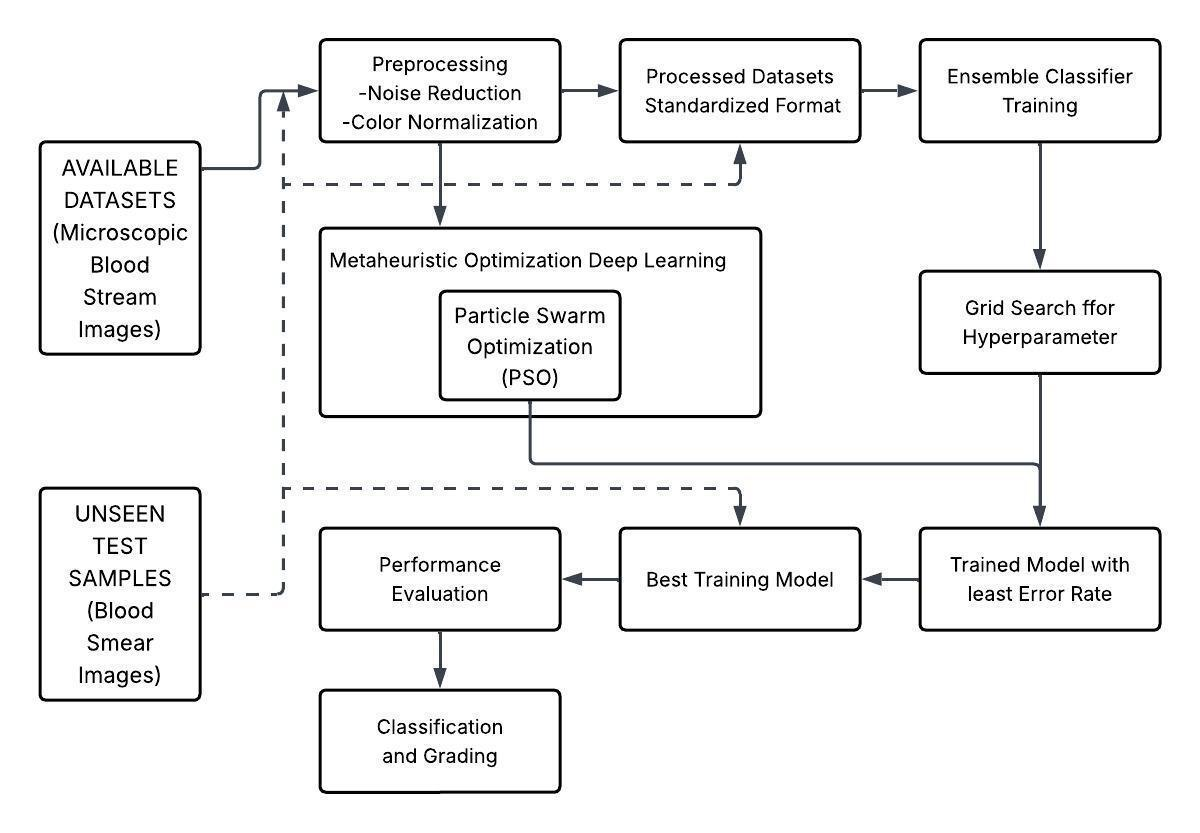 Preprocessing
-Noise Reduction
-Color Normalization
Processed Datasets
Standardized Format
Ensemble Classifier
Training
AVAILABLE
DATASETS
(Microscopic
Blood
Stream
Images)
Metaheuristic Optimization Deep Learning
Particle Swarm
Optimization
(PSO)
Grid Search ffor
Hyperparameter
UNSEEN
TEST
SAMPLES
(Blood
Smear
Images)
Performance
Evaluation
Best Training Model
Trained Model with
least Error Rate
Classification
and Grading